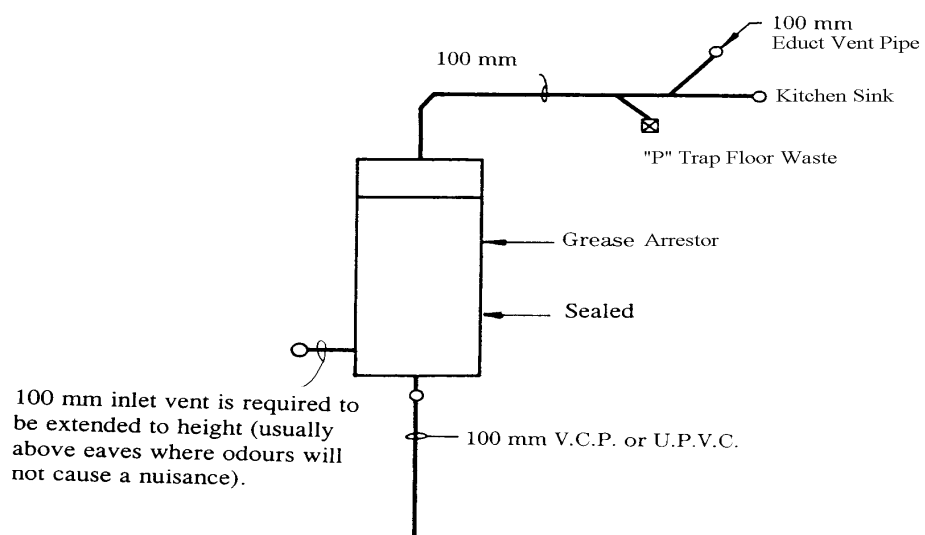 100 mm
Educt Vent Pipe
100 mm
Kitchen Sink
"P" Trap Floor Waste
Grease Arrestor
Sealed
100 mm inlet vent is required to
be extended to height (usually
above eaves where odours will
not cause a nuisance).
100 mm V.C.P. or U.P.V.C.